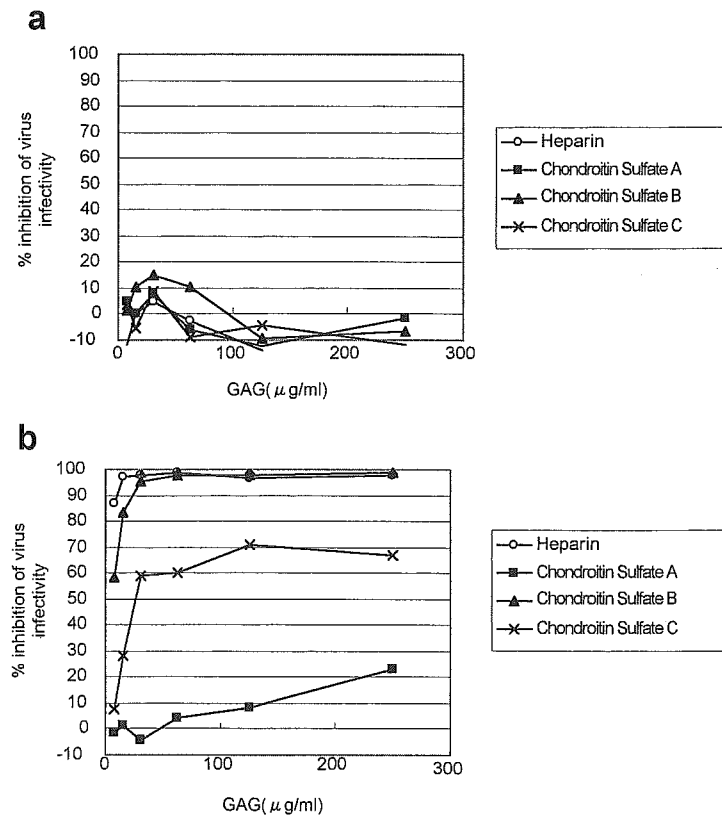 a
% inhibition of virus
infectivity
100
90
80
70
60
50
40
30
20
10
0
-10
0
100
200
300
GAG( μ g/ml)
Heparin
Chondroitin Sulfate A
Chondroitin Sulfate B
Chondroitin Sulfate C
b
% inhibition of virus
infectivity
100
90
80
70
60
50
40
30
20
10
0
-10
0
100
200
300
GAG( μ g/ml)
Heparin
Chondroitin Sulfate A
Chondroitin Sulfate B
Chondroitin Sulfate C